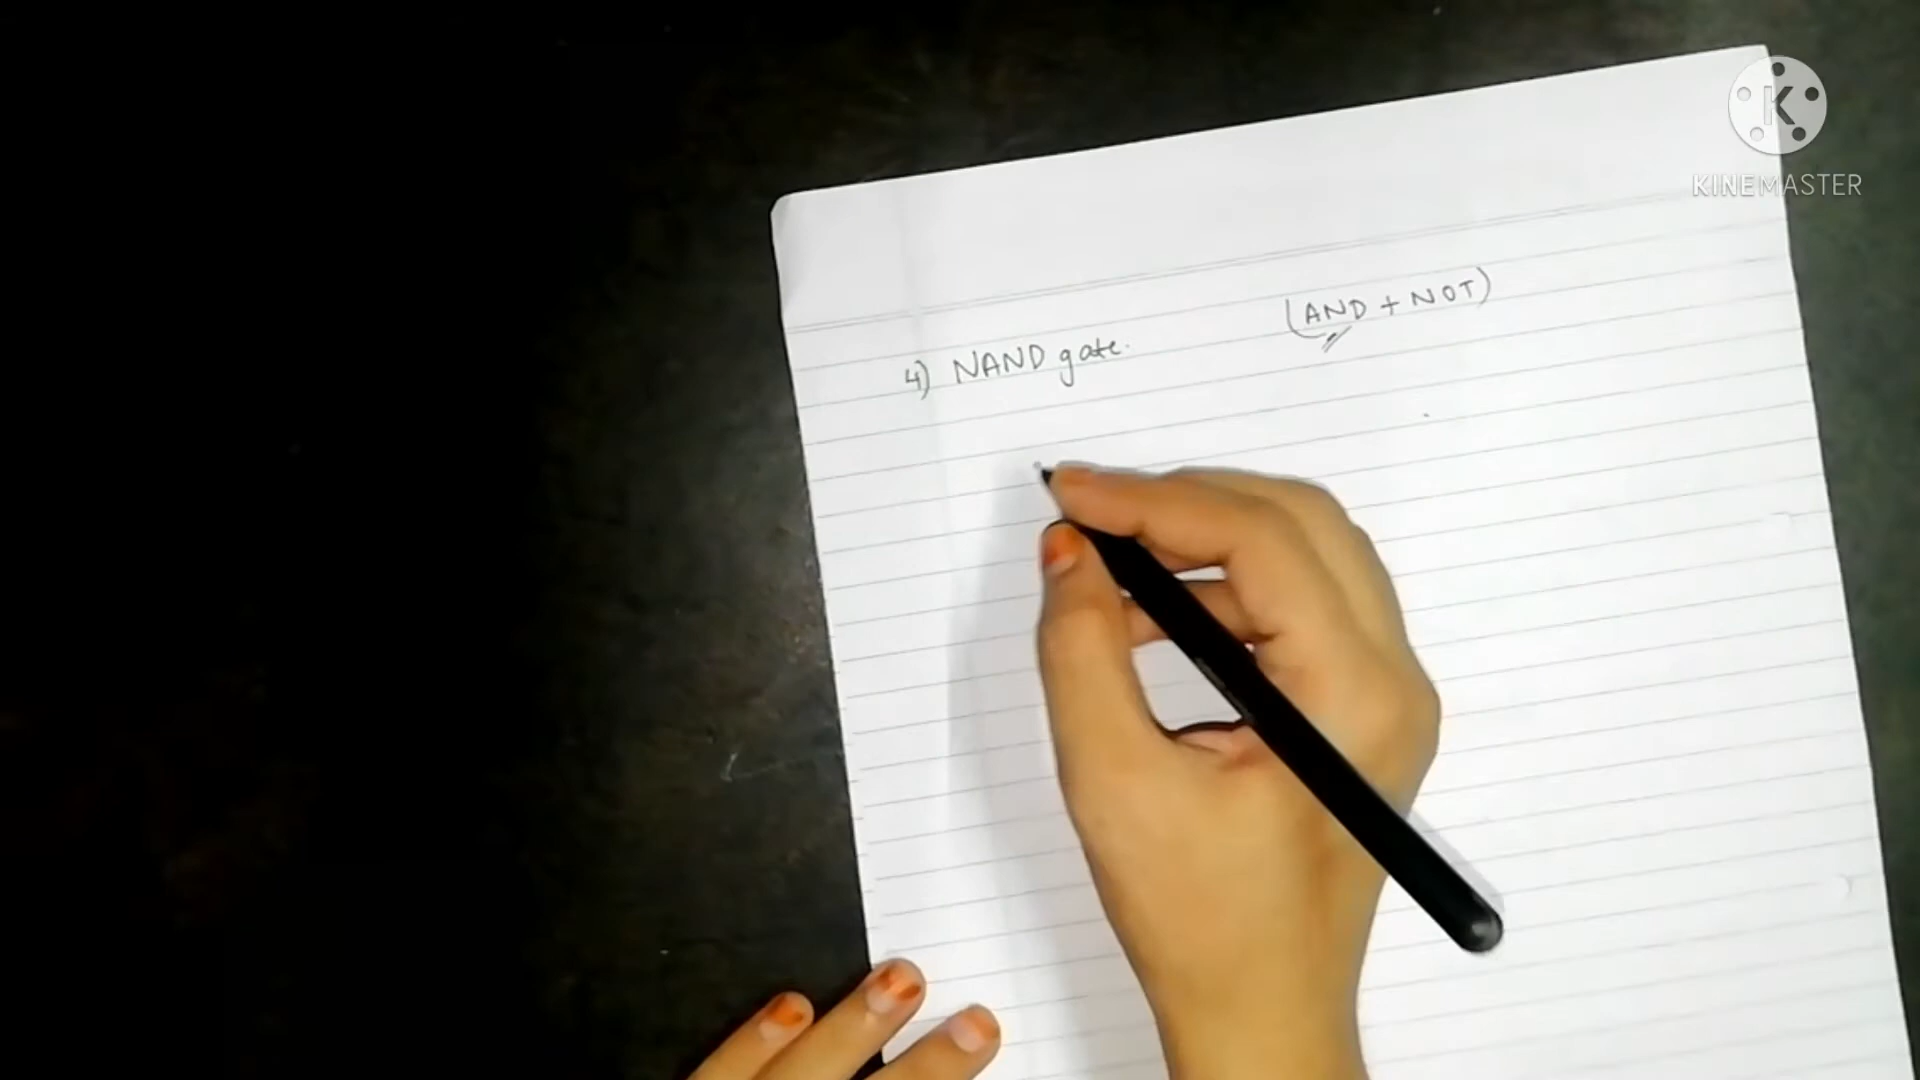 KINEMASTER
(AND + NOT)
4) NAND gate.